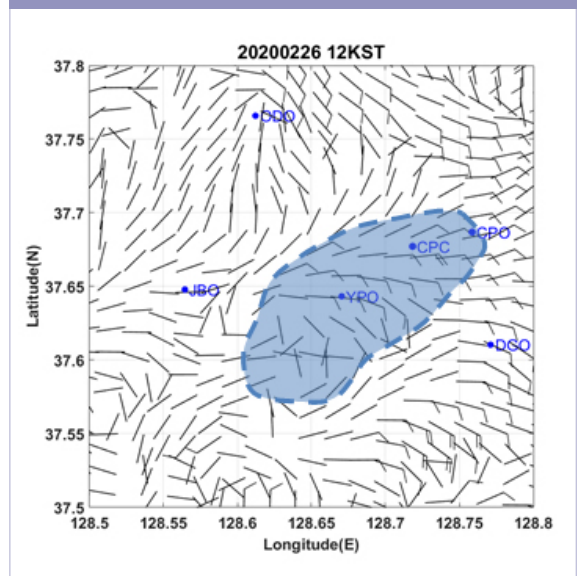 20200226 12KST
37.8
37.75
DDO
37.7
CPO
CPC
37.65
JBO
YPO
DGO
37.6
37.55
37.5
128.5 128.55 128.6 128.65 128.7 128.75 128.8
Longitude(E)
Latitude(N)